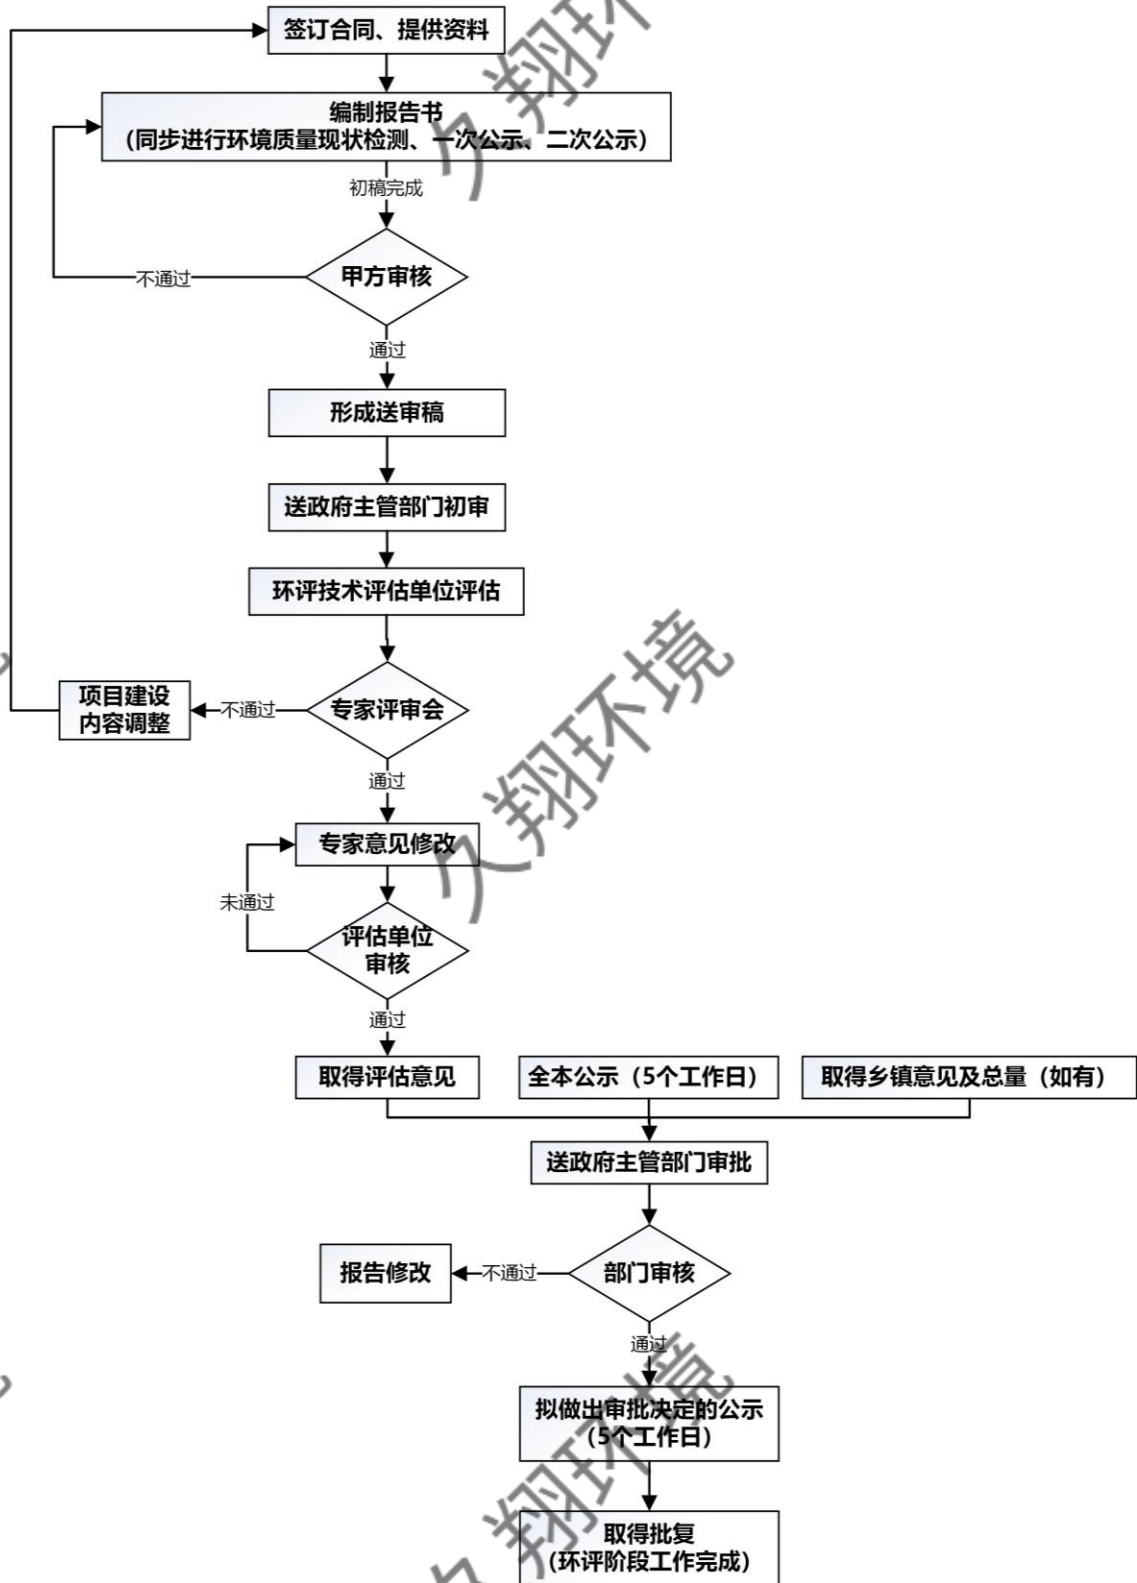 签订合同、提供资料
编制报告书
（同步进行环境质量现状检测、一次公示、二次公示）
初稿完成
甲方审核
不通过
通过
形成送审稿
送政府主管部门初审
环评技术评估单位评估
项目建设
内容调整
不通过
专家评审会
通过
专家意见修改
未通过
评估单位
审核
通过
取得评估意见
全本公示（5个工作日）
取得乡镇意见及总量（如有）
送政府主管部门审批
报告修改
不通过
部门审核
通过
拟做出审批决定的公示
（5个工作日）
取得批复
（环评阶段工作完成）
久翔环
久翔环境
久翔环境